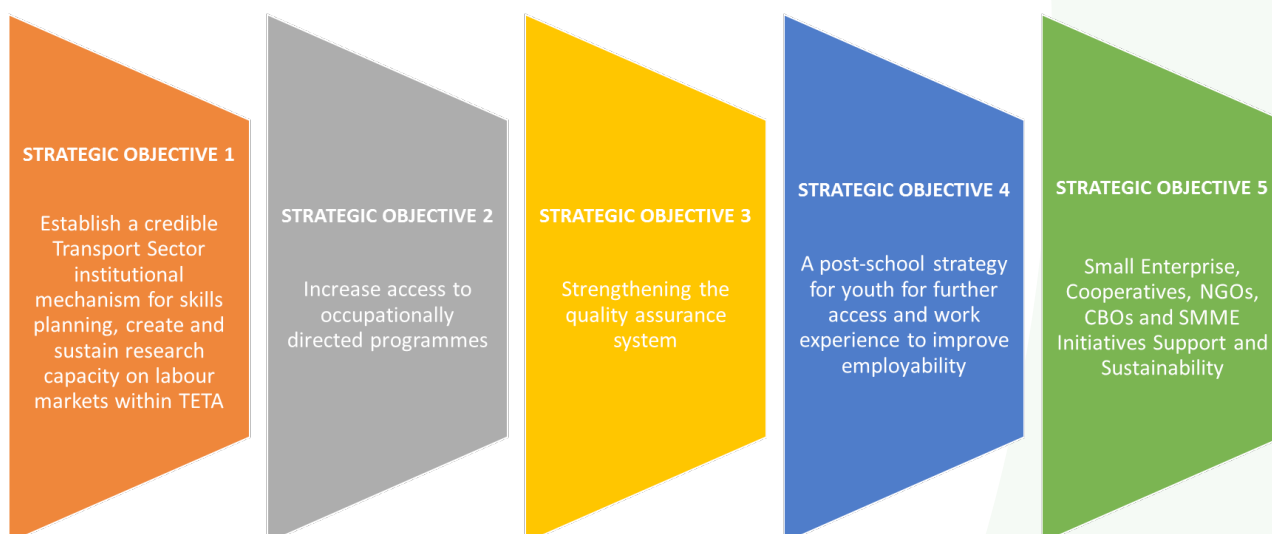 STRATEGIC OBJECTIVE 1
Establish a credible
Transport Sector
institutional
mechanism for skills
planning, create and
sustain research
capacity on labour
markets within TETA
STRATEGIC OBJECTIVE 2
Increase access to
occupationally
directed programmes
STRATEGIC OBJECTIVE 3
Strengthening the
quality assurance
system
STRATEGIC OBJECTIVE 4
A post-school strategy
for youth for further
access and work
experience to improve
employability
STRATEGIC OBJECTIVE 5
Small Enterprise,
Cooperatives, NGOs,
CBOs and SMME
Initiatives Support and
Sustainability